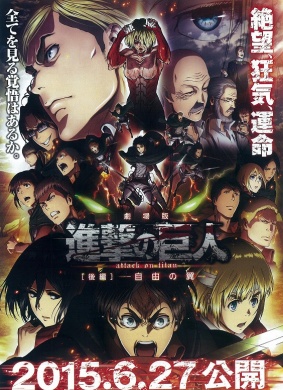 絶望、狂気、運命
全てを見る覚悟はあるか。
劇場版
進撃の巨人
attack on titan
【後編】自由の翼
2015.6.27公開